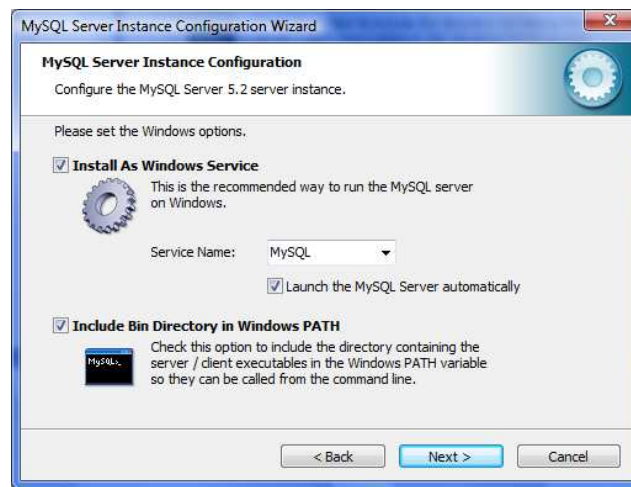 MySQL Server Instance Configuration Wizard
MySQL Server Instance Configuration
Configure the MySQL Server 5.2 server instance.
Please set the Windows options.
Install As Windows Service
This is the recommended way to run the MySQL server
on Windows.
Service Name:
MySQL
Launch the MySQL Server automatically
Include Bin Directory in Windows PATH
MySQL>_
Check this option to include the directory containing the
server / client executables in the Windows PATH variable
so they can be called from the command line.
< Back
Next >
Cancel